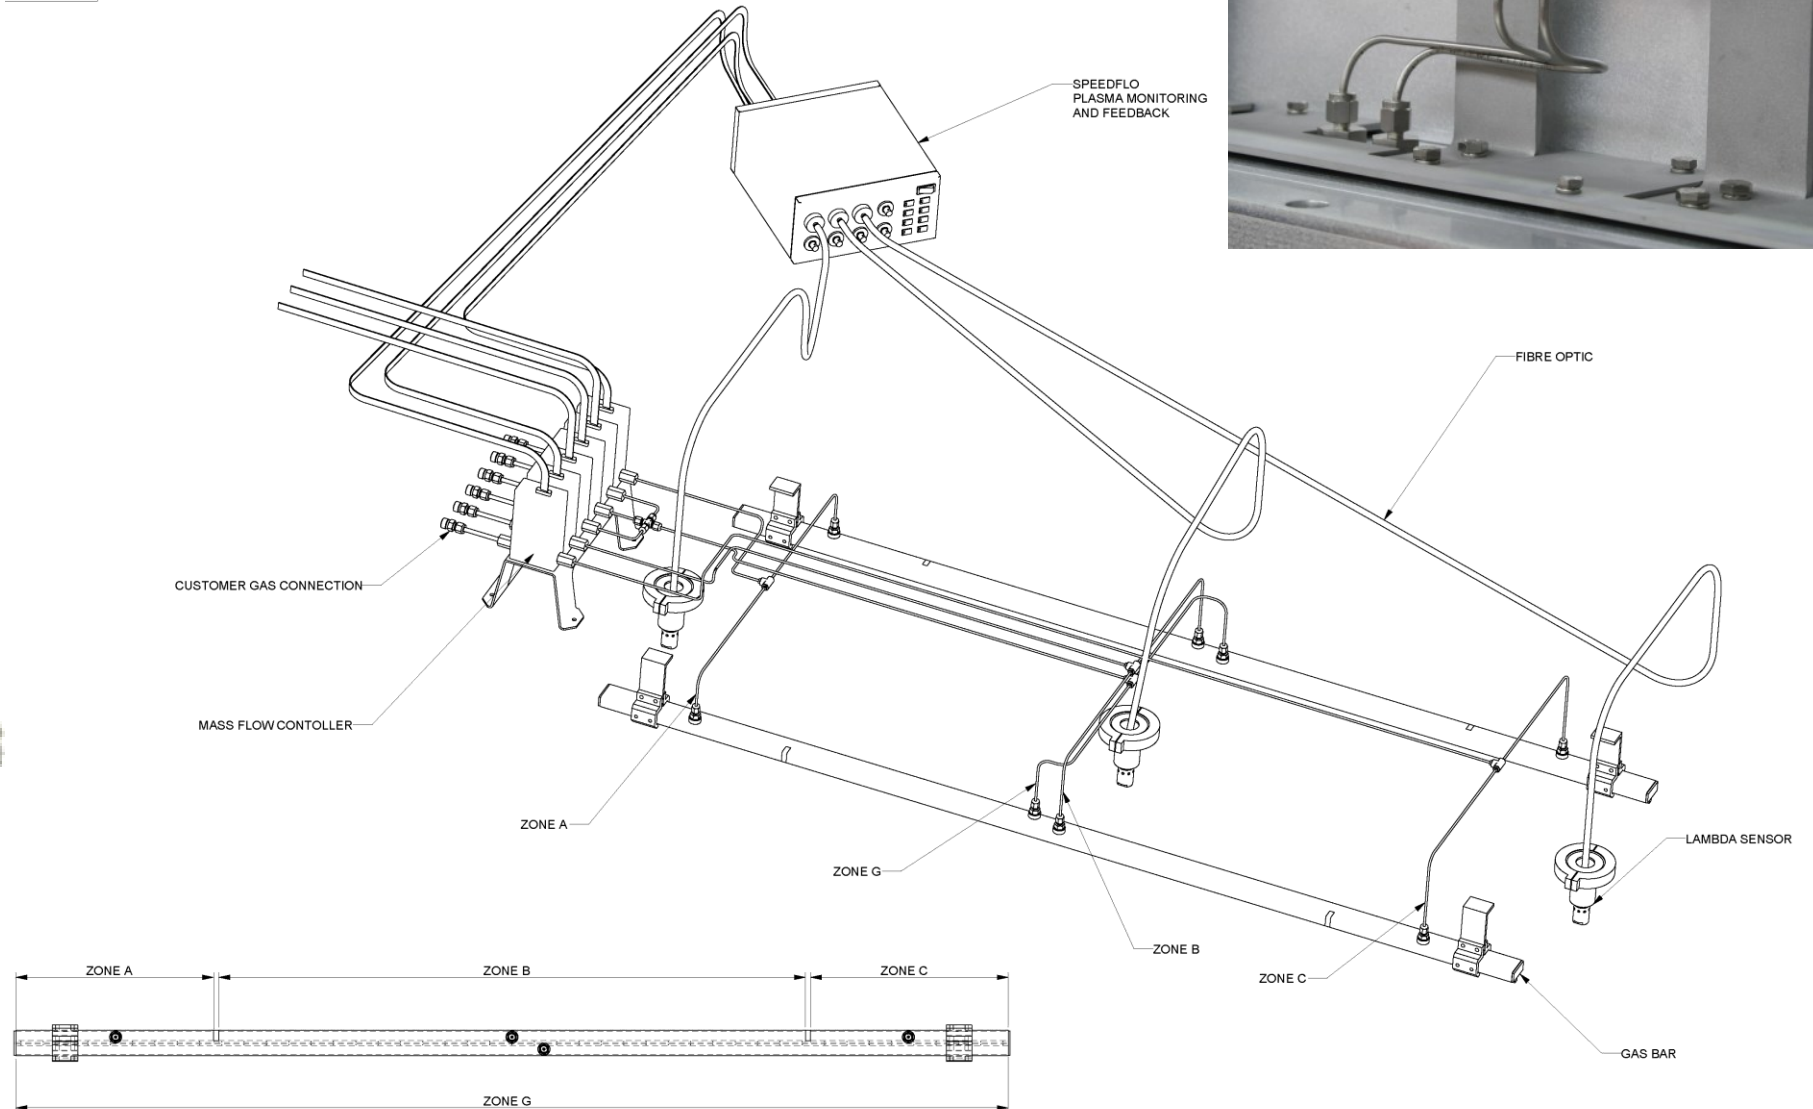 SPEEDFLO
PLASMA MONITORING
AND FEEDBACK
FIBRE OPTIC
CUSTOMER GAS CONNECTION
MASS FLOW CONTOLLER
ZONE A
ZONE G
LAMBDA SENSOR
ZONE B
ZONE C
GAS BAR
ZONE A
ZONE B
ZONE C
ZONE G